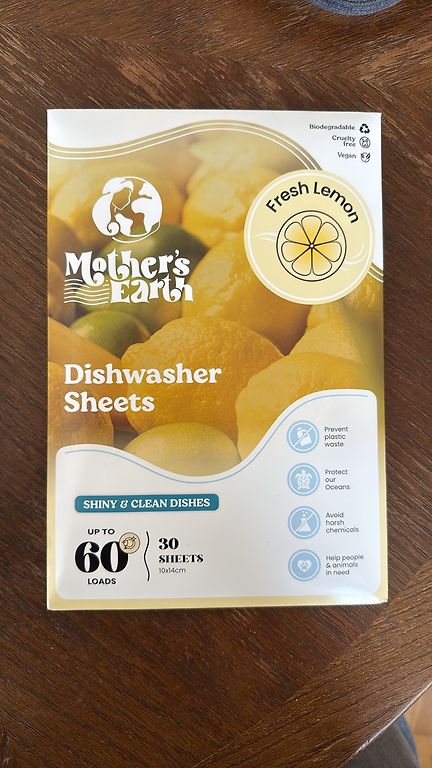 Biodegradable
Cruelty
free
Vegan
Fresh Lemon
Mother's
Earth
Dishwasher
Sheets
Prevent
plastic
waste
Protect
our
Oceans
Avoid
harsh
chemicals
Help people
& animals
in need
SHINY & CLEAN DISHES
UP TO
60
LOADS
30
SHEETS
10x14cm